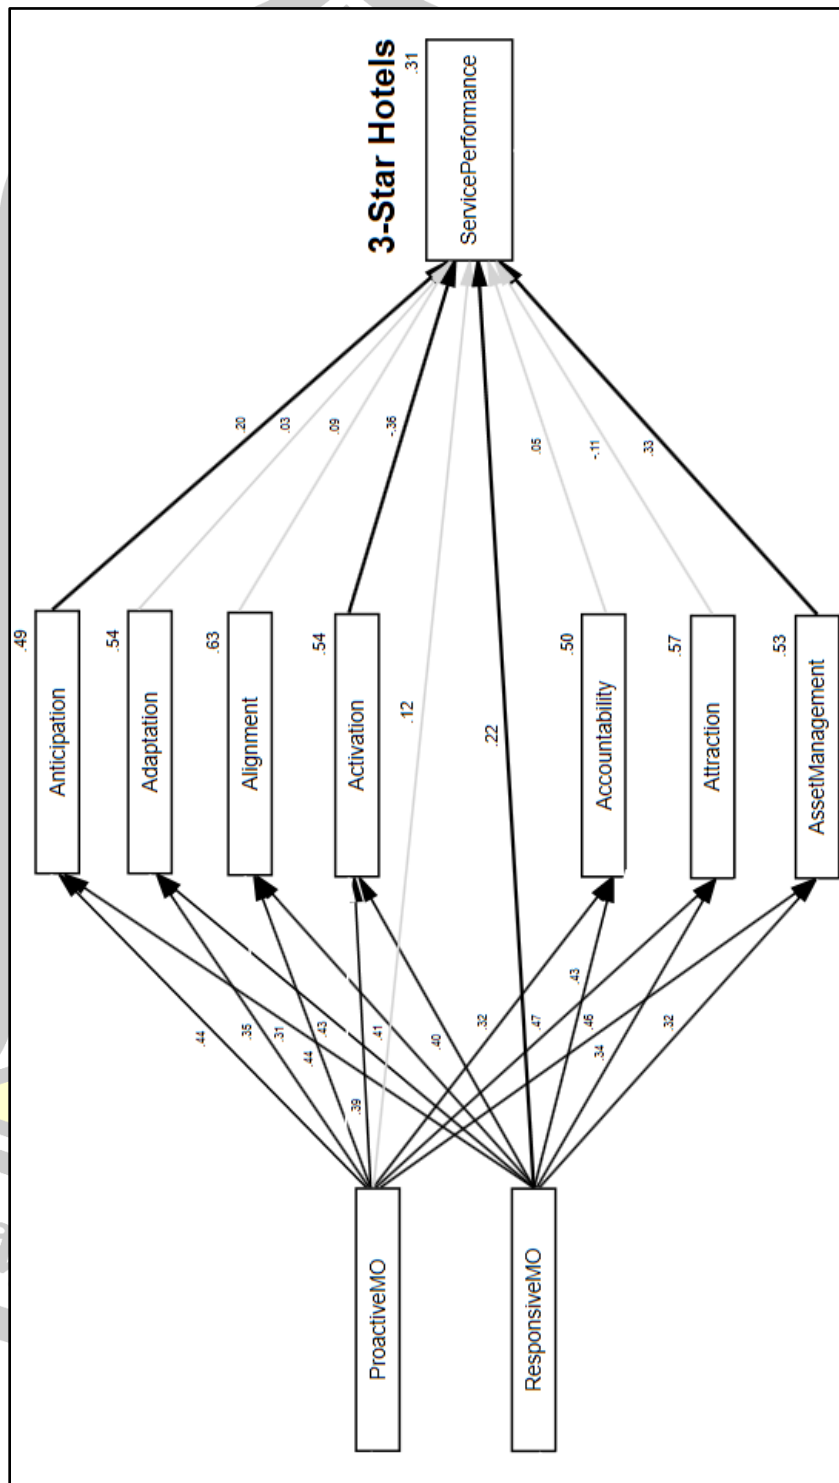 .49
Anticipation
.54
Adaptation
.44
.63
.20
.35
Alignment
.31
.03
.44
.54
.43
.09
Activation
.39
ProactiveMO
.41
3-Star Hotels
-.36
.12
.31
.40
ServicePerformance
.32
.22
ResponsiveMO
.47
.05
.50
.43
.46
-.11
.34
Accountability
.33
.32
.57
Attraction
.53
AssetManagement